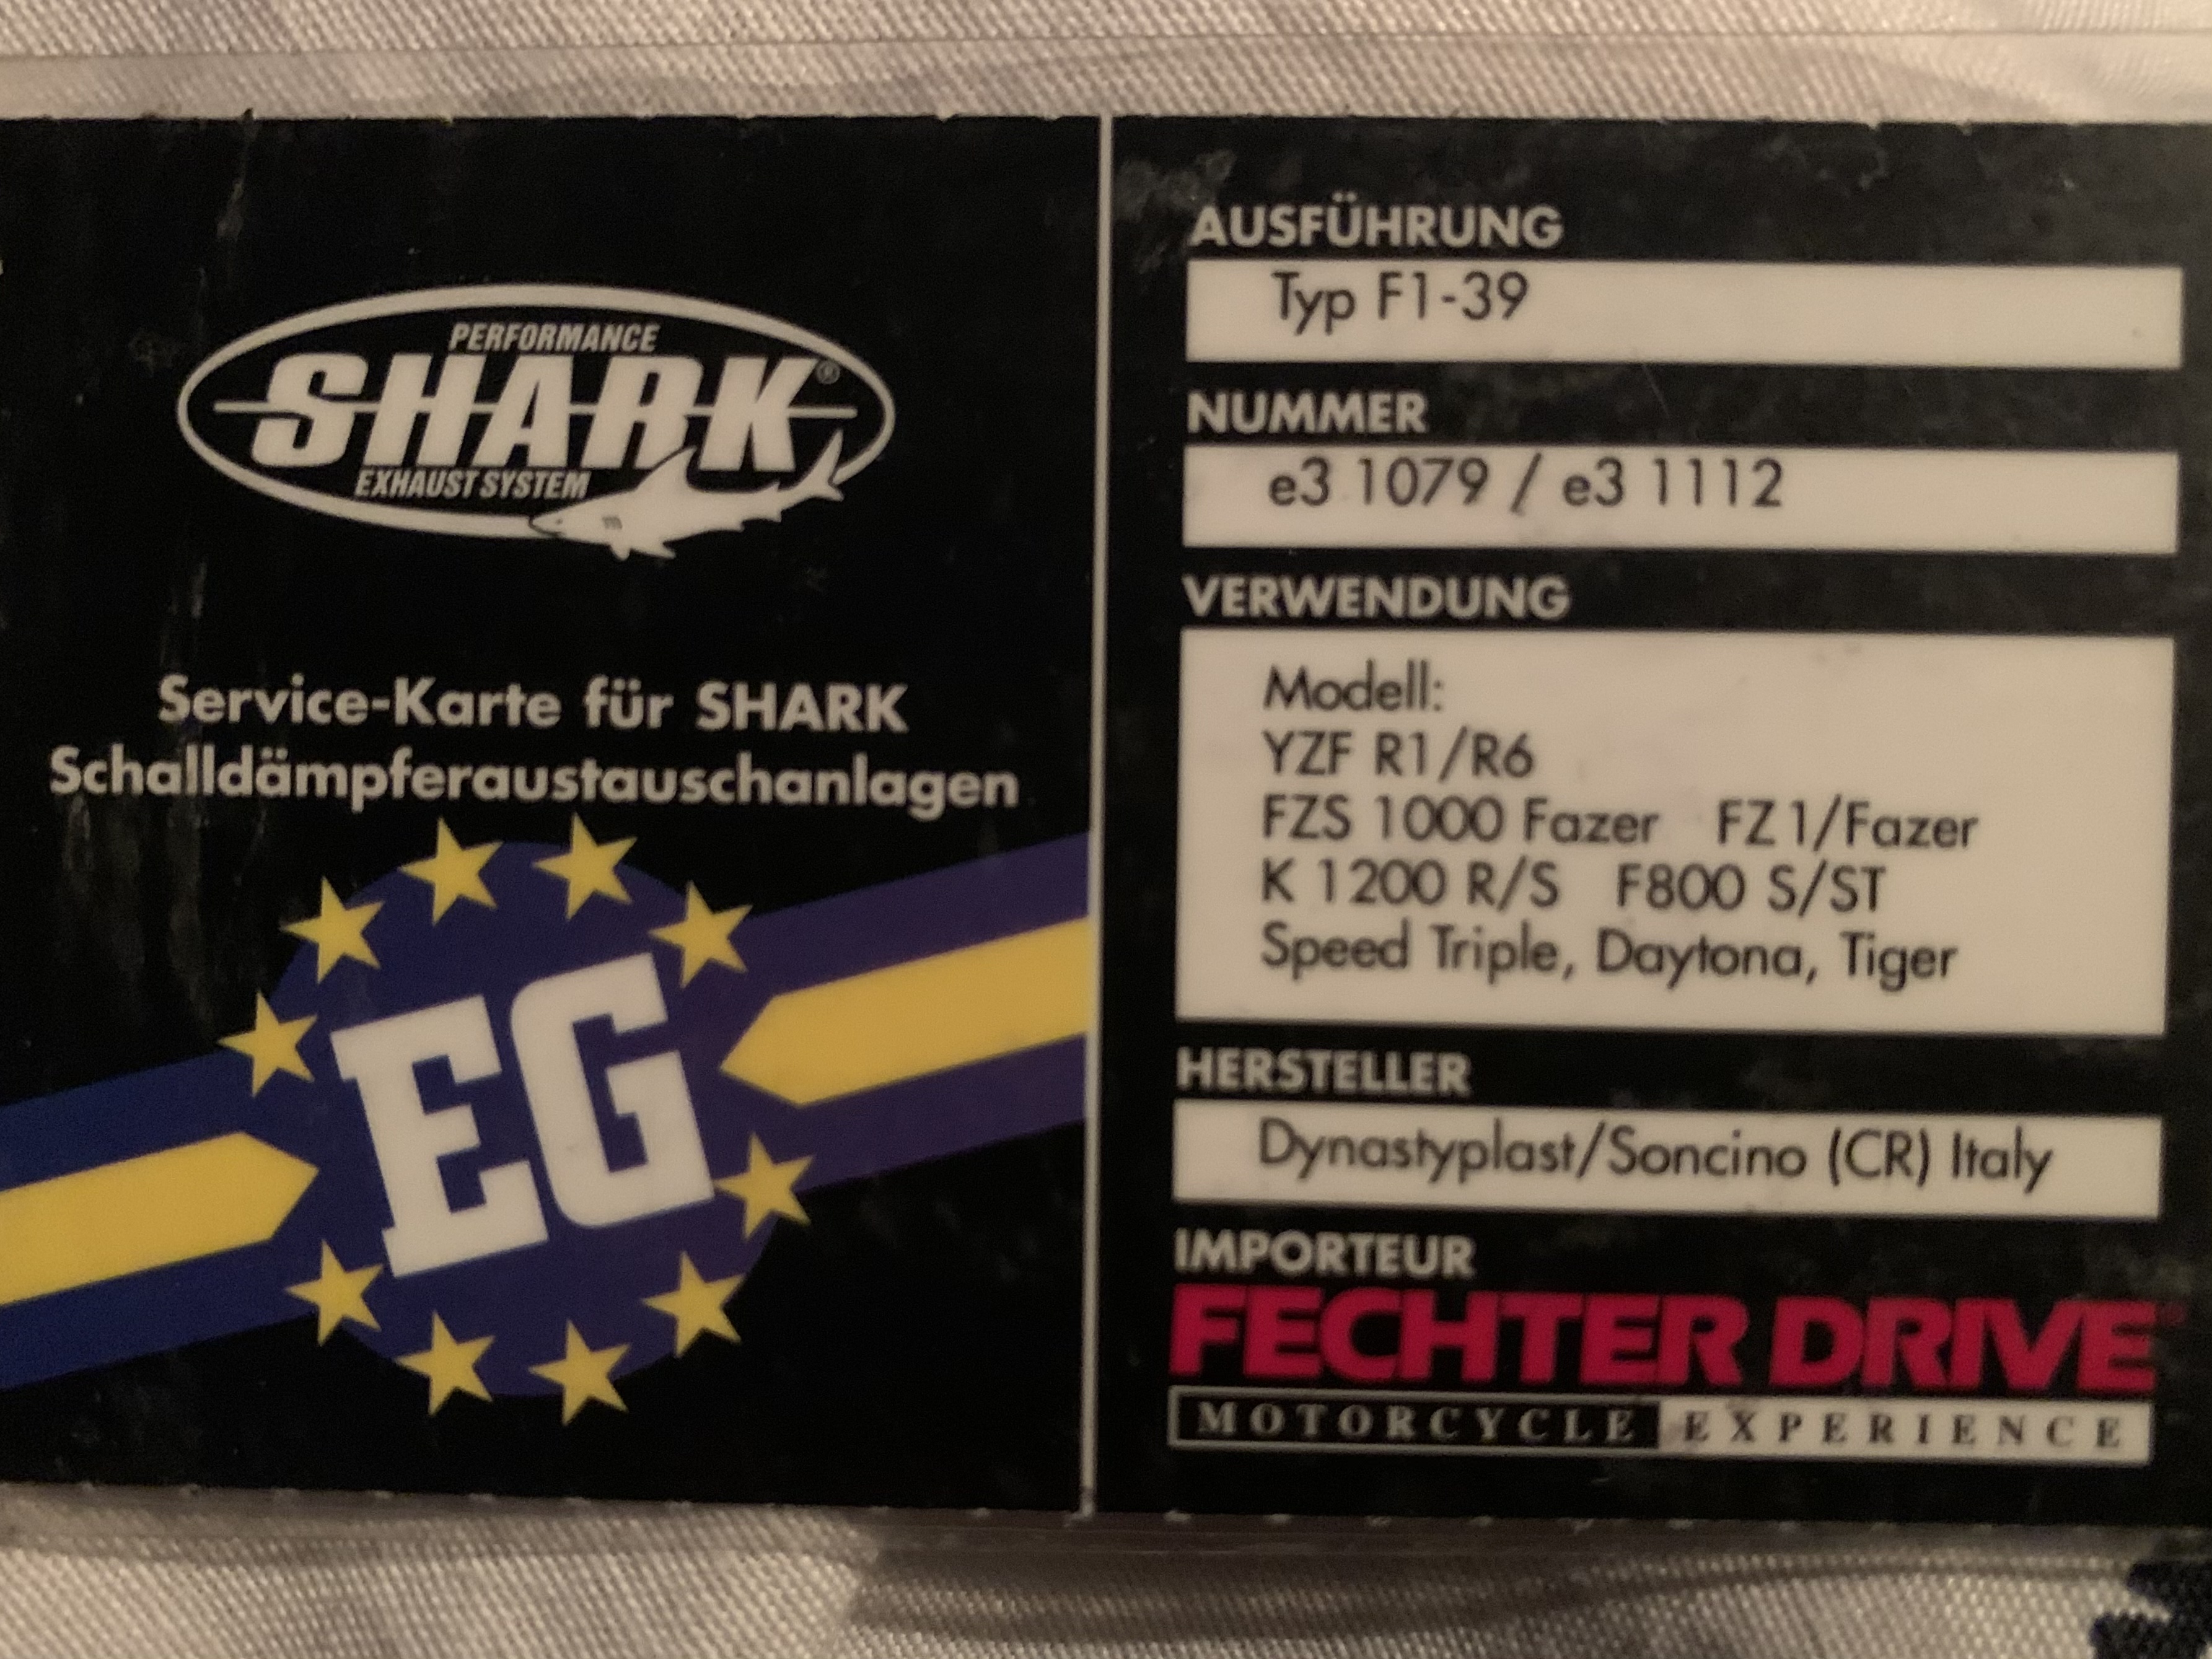 PERFORMANCE
SHARK®
EXHAUST SYSTEM
Service-Karte für SHARK
Schalldämpferaustauschanlagen
EG
AUSFÜHRUNG
Typ F1-39
NUMMER
e3 1079 / e3 1112
VERWENDUNG
Modell:
YZF R1/R6
FZS 1000 Fazer FZ 1/Fazer
K 1200 R/S F800 S/ST
Speed Triple, Daytona, Tiger
HERSTELLER
Dynastyplast/Soncino (CR) Italy
IMPORTEUR
FECHTER DRIVE
MOTORCYCLE EXPERIENCE